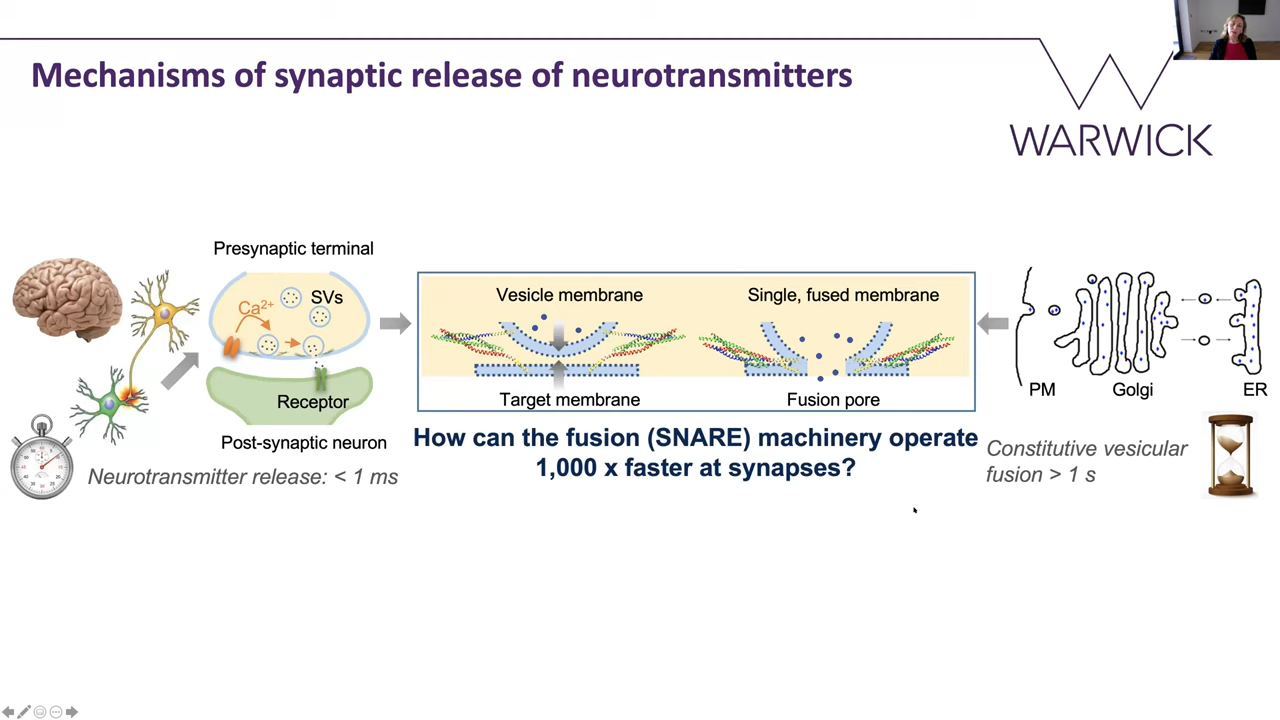 Mechanisms of synaptic release of neurotransmitters
WARWICK
Presynaptic terminal
Ca²⁺
SVs
Receptor
Post-synaptic neuron
Neurotransmitter release: < 1 ms
Vesicle membrane
Single, fused membrane
Target membrane
Fusion pore
How can the fusion (SNARE) machinery operate
1,000 x faster at synapses?
PM
Golgi
ER
Constitutive vesicular
fusion > 1 s